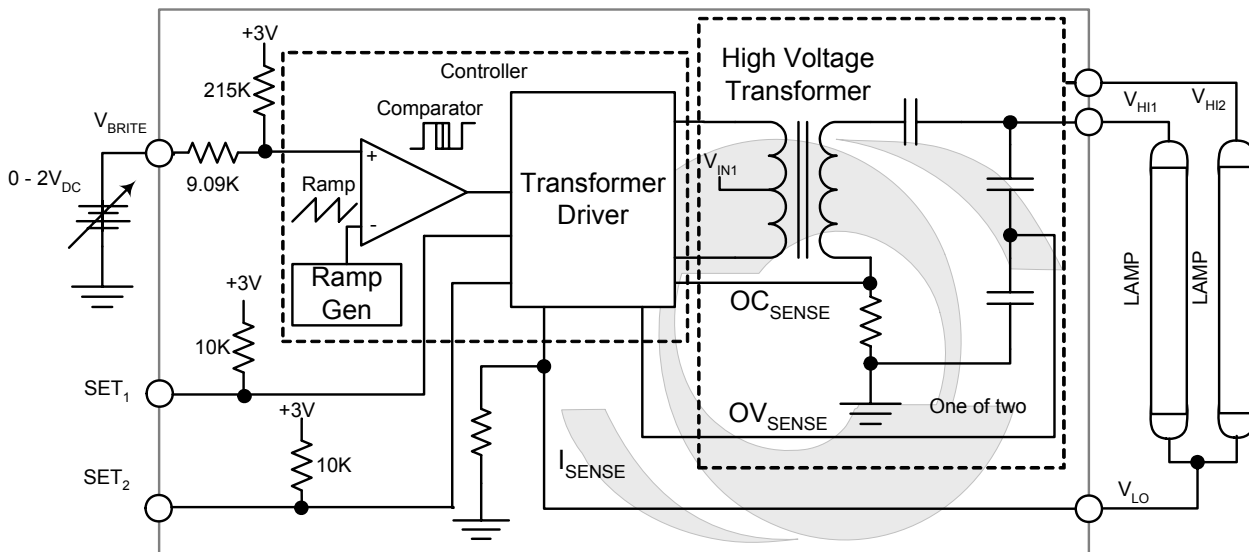 +3V
215K
V_BRITE
9.09K
0 - 2V_DC
Controller
Comparator
+
-
Ramp
Ramp
Gen
Transformer
Driver
High Voltage
Transformer
V_IN1
V_HI1
V_HI2
LAMP
LAMP
OC_SENSE
One of two
OV_SENSE
I_SENSE
+3V
10K
SET_1
+3V
10K
SET_2
V_LO